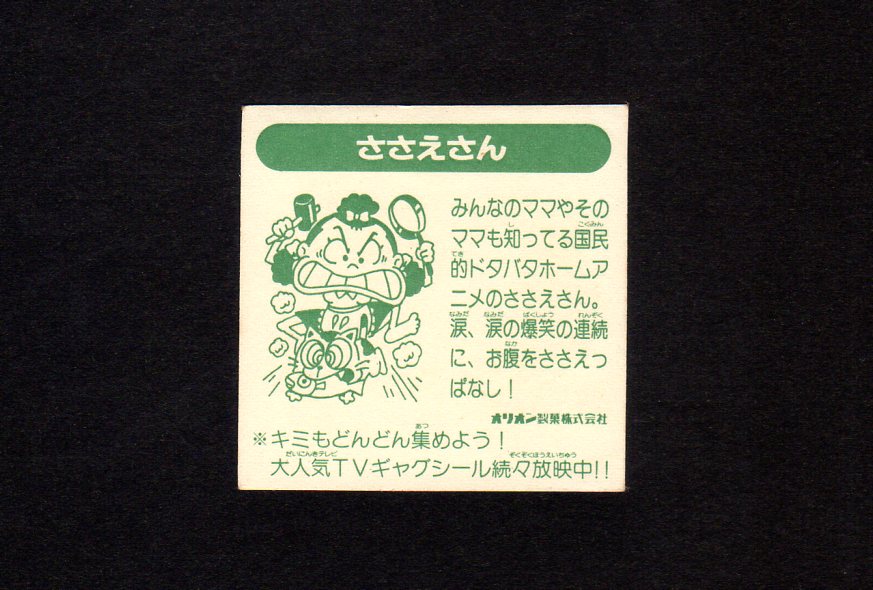 ささえさん
みんなのママやその
ママも知ってる国民
的ドタバタホームア
ニメのささえさん。
涙、涙の爆笑の連続
に、お腹をささえっ
ぱなし！
オリオン製菓株式会社
※キミもどんどん集めよう！
大人気TVギャグシール続々放映中!!